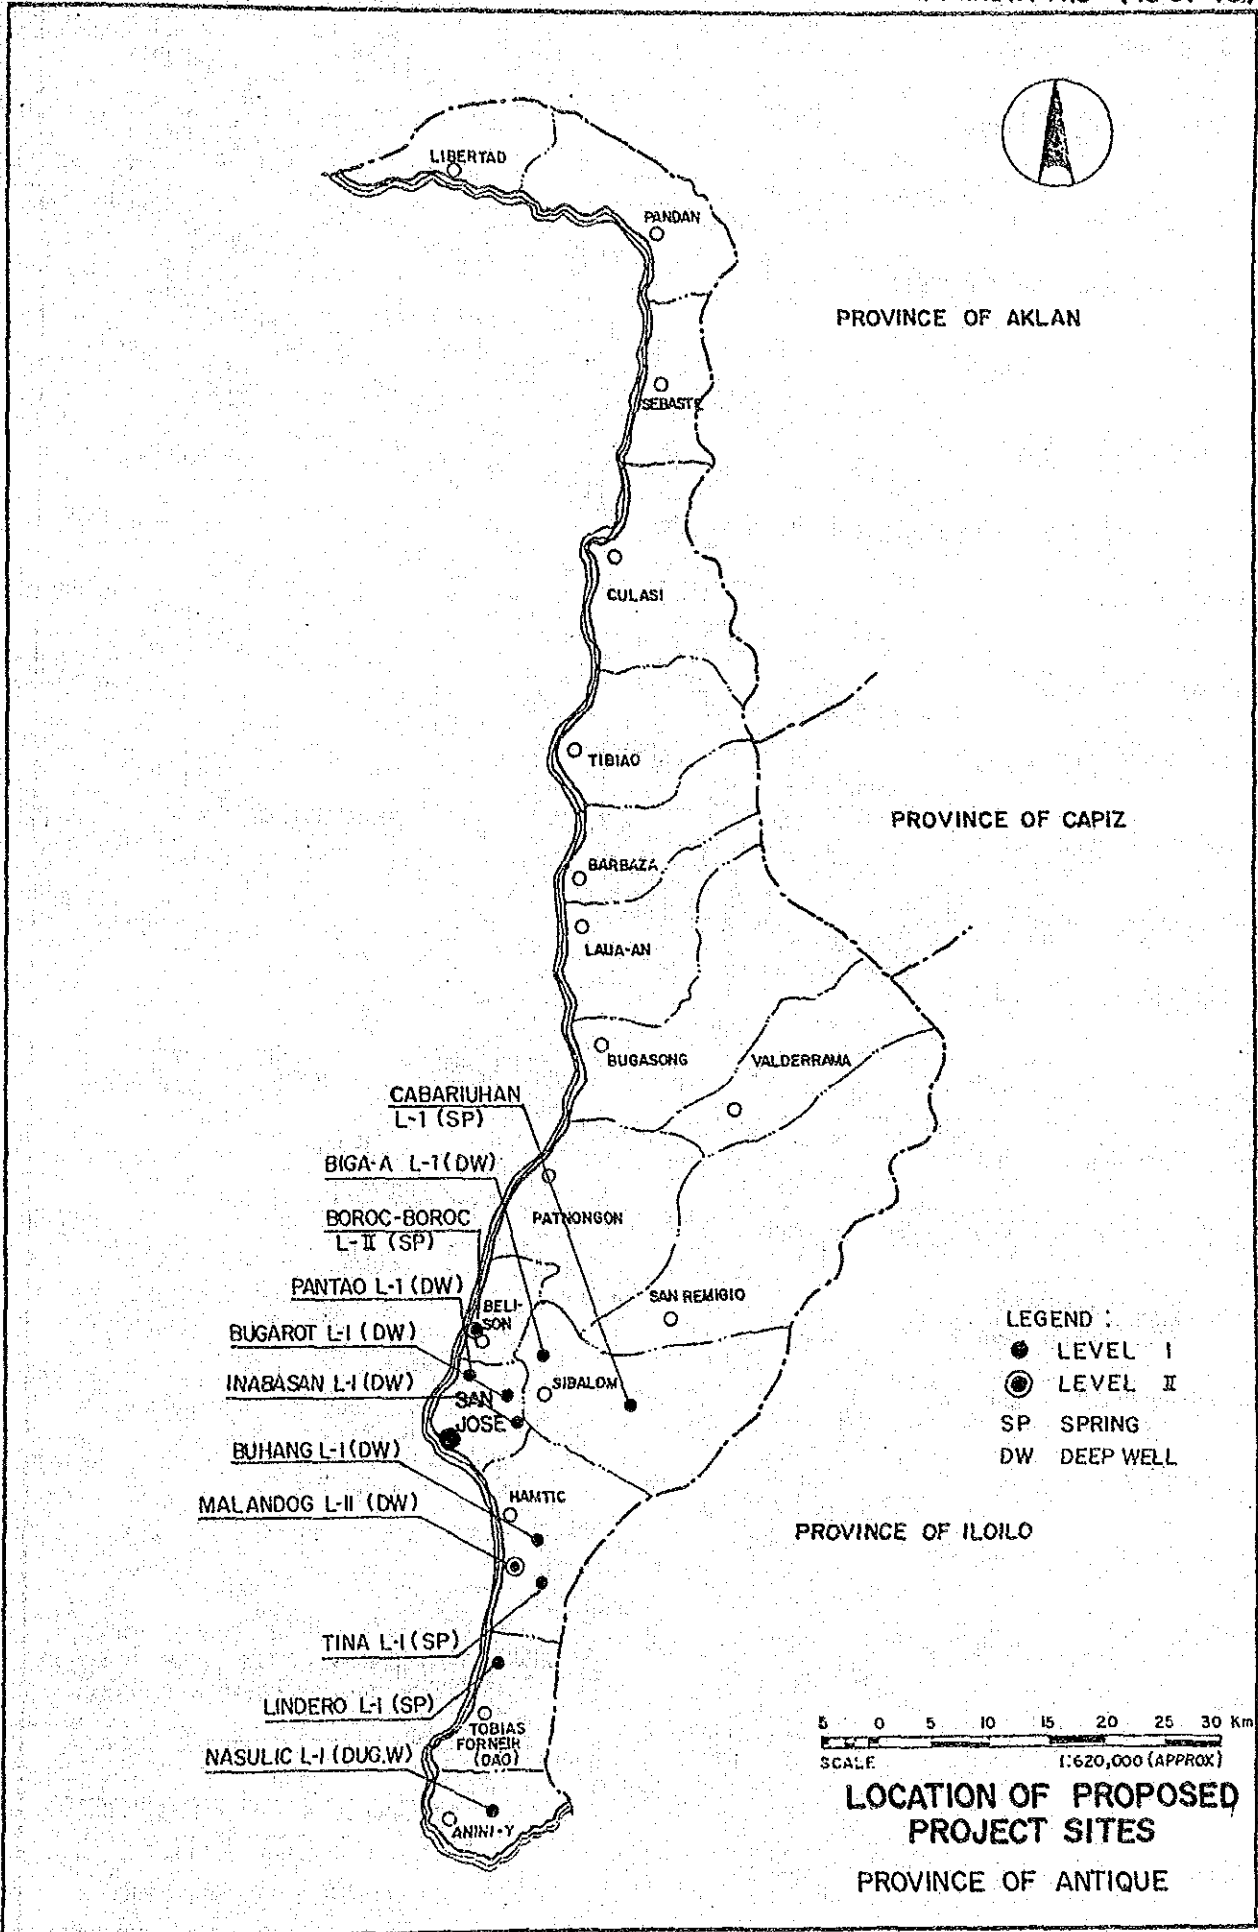 LIBERTAD
PANDAN
PROVINCE OF AKLAN
SEBASTE
CULASI
TIBIAO
PROVINCE OF CAPIZ
BARBAZA
LAUA-AN
BUGASONG
VALDERRAMA
CABARIUHAN
L-1 (SP)
BIGA-A L-1 (DW)
PATNONGON
BOROC-BOROC
L-II (SP)
PANTAO L-1 (DW)
BELI-
SON
SAN REMIGIO
BUGAROT L-I (DW)
INABASAN L-I (DW)
SIBALOM
SAN
JOSE
BUHANG L-I (DW)
MALANDOG L-II (DW)
HAMTIC
LEGEND :
LEVEL I
LEVEL II
SP SPRING
DW DEEP WELL
PROVINCE OF ILOILO
TINA L-I (SP)
LINDERO L-I (SP)
TOBIAS
FORNEIR
(DAO)
NASULIC L-I (DUG.W)
ANINI-Y
5 0 5 10 15 20 25 30 Km
SCALE 1:620,000 (APPROX)
LOCATION OF PROPOSED
PROJECT SITES
PROVINCE OF ANTIQUE